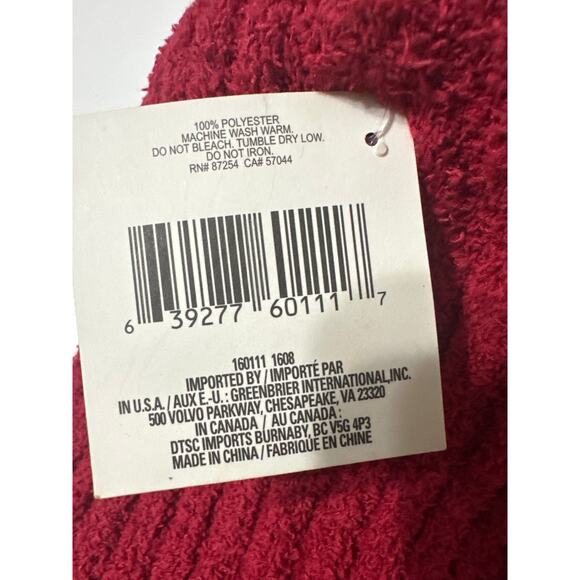 100% POLYESTER
MACHINE WASH WARM.
DO NOT BLEACH. TUMBLE DRY LOW.
DO NOT IRON.
RN# 87254 CA# 57044
6 39277 60111 7
160111 1608
IMPORTED BY / IMPORTÉ PAR
IN U.S.A. / AUX E.-U. : GREENBRIER INTERNATIONAL,INC.
500 VOLVO PARKWAY, CHESAPEAKE, VA 23320
IN CANADA / AU CANADA :
DTSC IMPORTS BURNABY, BC V5G 4P3
MADE IN CHINA / FABRIQUÉ EN CHINE